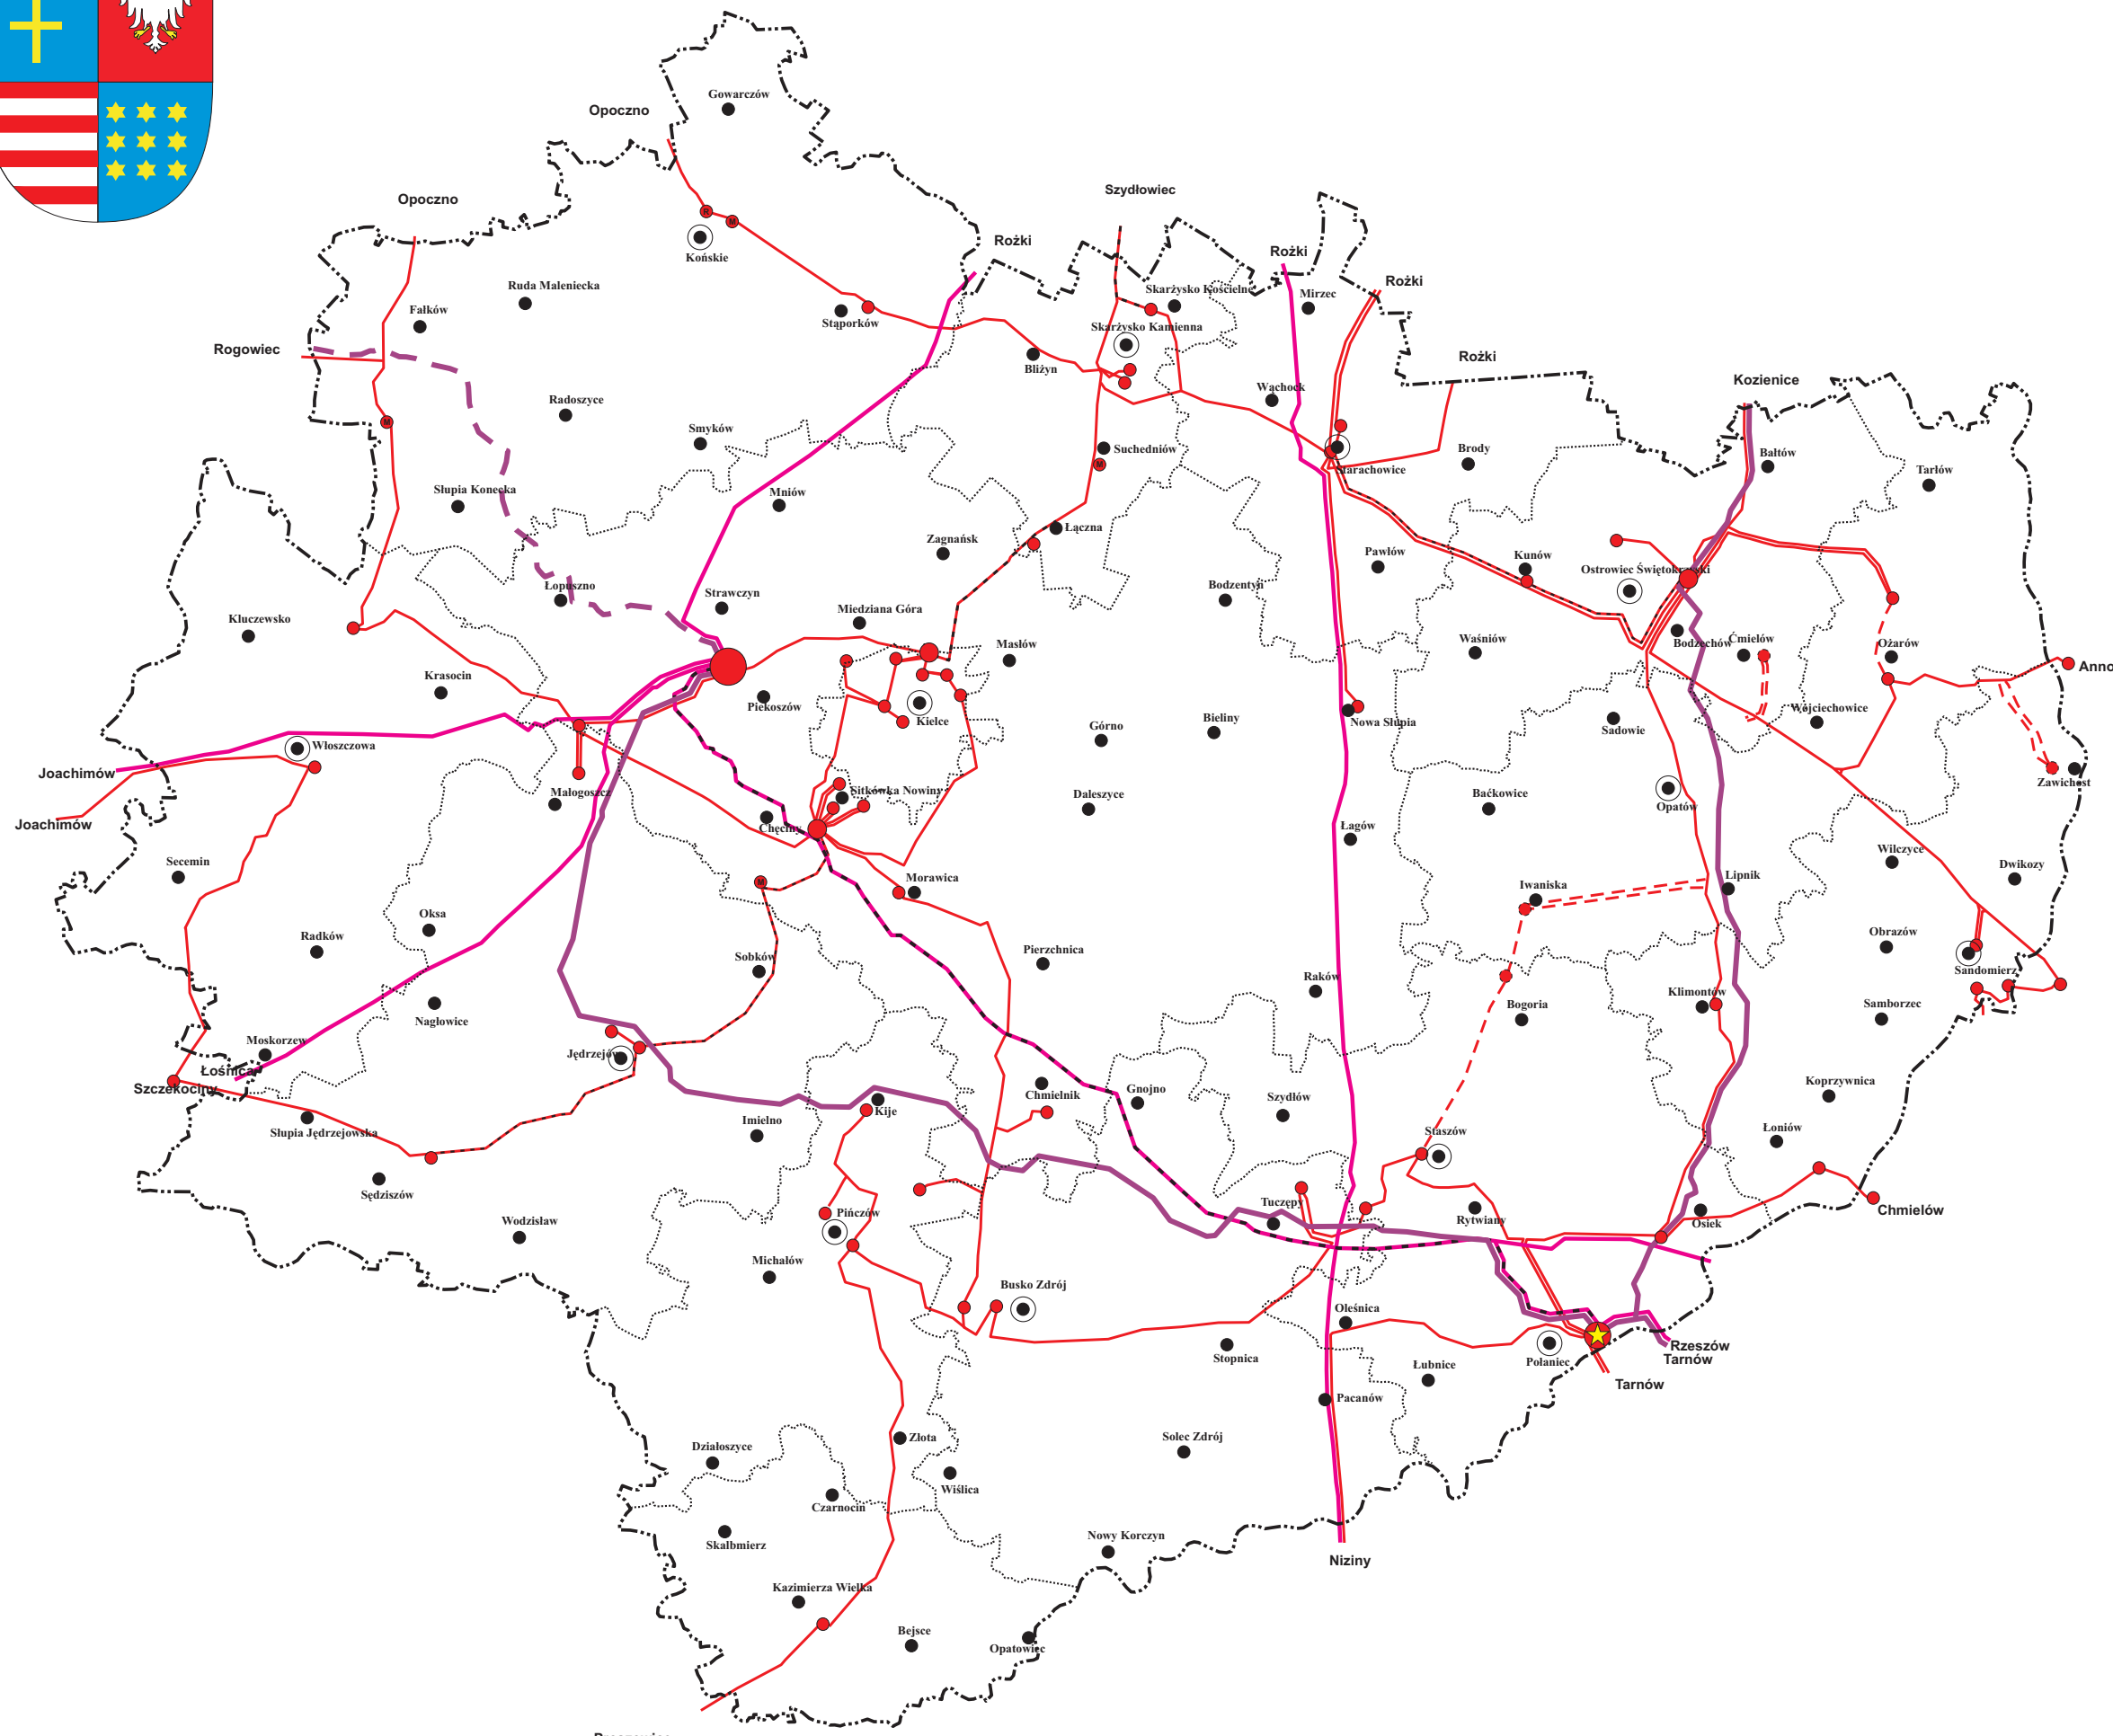 Gowarczów
Opoczno
Szydłowiec
Opoczno
R
M
Rożki
Rożki
Końskie
Rożki
Ruda Maleniecka
Skarżysko Kościelne
Mirzec
Fałków
Stąporków
Skarżysko Kamienna
Rogowiec
Rożki
Bliżyn
Kozienice
Wąchock
Radoszyce
M
Smyków
Suchedniów
Brody
Bałtów
M
Starachowice
Tarłów
Słupia Konecka
Mniów
Łączna
Zagnańsk
Pawłów
Kunów
Ostrowiec Świętokrzyski
Łopuszno
Strawczyn
Bodzentyn
Miedziana Góra
Kluczewsko
Masłów
Waśniów
Bodzechów
Ćmielów
Ożarów
Krasocin
Piekoszów
Kielce
Nowa Słupia
Wojciechowice
Górno
Bieliny
Sadowie
Włoszczowa
Joachimów
Małogoszcz
Sitkówka Nowiny
Daleszyce
Baćkowice
Opatów
Zawichost
Joachimów
Chęciny
Łagów
Secemin
Wilczyce
Dwikozy
M
Morawica
Iwaniska
Lipnik
Oksa
Radków
Pierzchnica
Obrazów
Sobków
Raków
Sandomierz
Nagłowice
Bogoria
Klimontów
Samborzec
Moskorzew
Jędrzejów
Łośnica
Szczekociny
Chmielnik
Gnojno
Szydłów
Koprzywnica
Kije
Słupia Jędrzejowska
Imielno
Staszów
Łoniów
Sędziszów
Pińczów
Tuczępy
Rytwiany
Osiek
Chmielów
Wodzisław
Michałów
Busko Zdrój
Oleśnica
Stopnica
Połaniec
Rzeszów
Tarnów
Łubnice
Tarnów
Pacanów
Działoszyce
Złota
Solec Zdrój
Wiślica
Czarnocin
Skalbmierz
Nowy Korczyn
Niziny
Kazimierza Wielka
Bejsce
Opatowiec